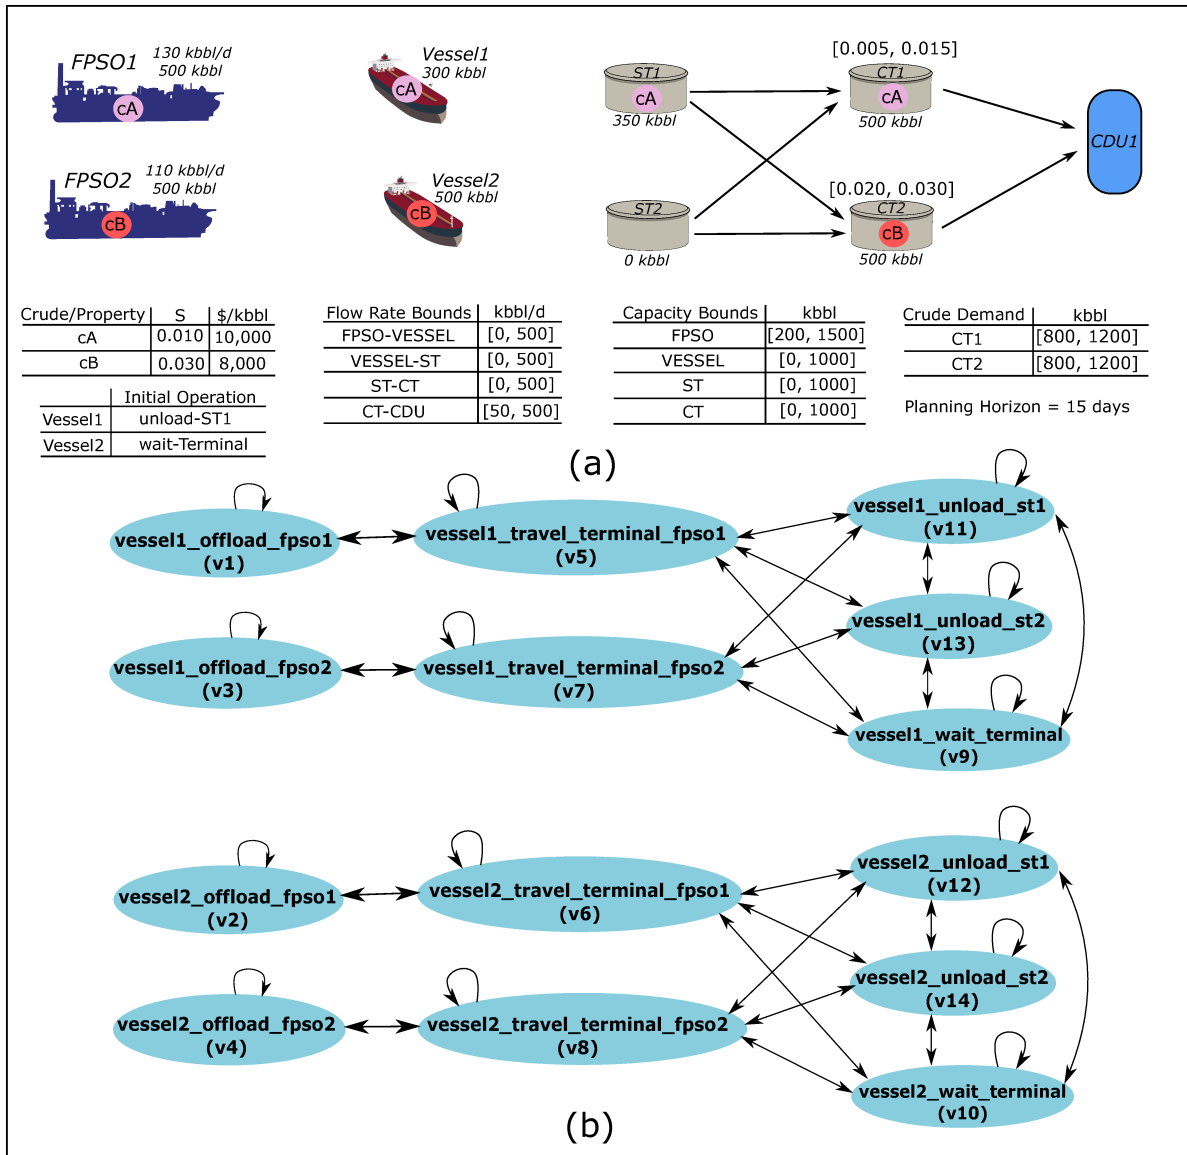 FPSO1
130 kbbl/d
500 kbbl
cA
Vessel1
300 kbbl
cA
ST1
cA
350 kbbl
[0.005, 0.015]
CT1
cA
500 kbbl
CDU1
FPSO2
110 kbbl/d
500 kbbl
cB
Vessel2
500 kbbl
cB
ST2
0 kbbl
[0.020, 0.030]
CT2
cB
500 kbbl
Crude/Property S $/kbbl
cA 0.010 10,000
cB 0.030 8,000
Initial Operation
Vessel1 unload-ST1
Vessel2 wait-Terminal
Flow Rate Bounds kbbl/d
FPSO-VESSEL [0, 500]
VESSEL-ST [0, 500]
ST-CT [0, 500]
CT-CDU [50, 500]
Capacity Bounds kbbl
FPSO [200, 1500]
VESSEL [0, 1000]
ST [0, 1000]
CT [0, 1000]
Crude Demand kbbl
CT1 [800, 1200]
CT2 [800, 1200]
Planning Horizon = 15 days
(a)
vessel1_offload_fpso1
(v1)
vessel1_travel_terminal_fpso1
(v5)
vessel1_unload_st1
(v11)
vessel1_unload_st2
(v13)
vessel1_offload_fpso2
(v3)
vessel1_travel_terminal_fpso2
(v7)
vessel1_wait_terminal
(v9)
vessel2_offload_fpso1
(v2)
vessel2_travel_terminal_fpso1
(v6)
vessel2_unload_st1
(v12)
vessel2_unload_st2
(v14)
vessel2_offload_fpso2
(v4)
vessel2_travel_terminal_fpso2
(v8)
vessel2_wait_terminal
(v10)
(b)